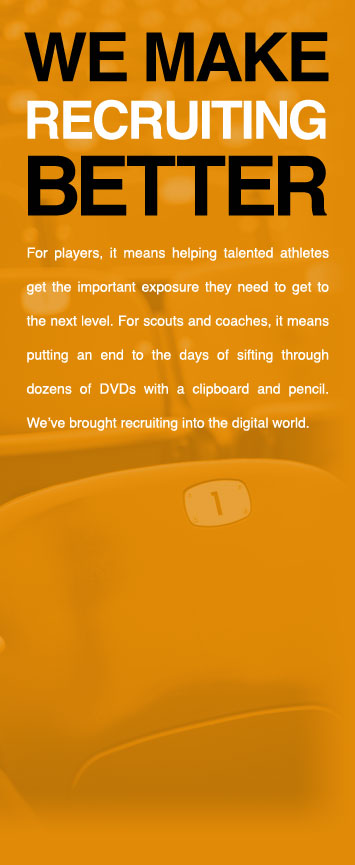 WE MAKE
RECRUITING
BETTER
For players, it means helping talented athletes
get the important exposure they need to get to
the next level. For scouts and coaches, it means
putting an end to the days of sifting through
dozens of DVDs with a clipboard and pencil.
We've brought recruiting into the digital world.
1